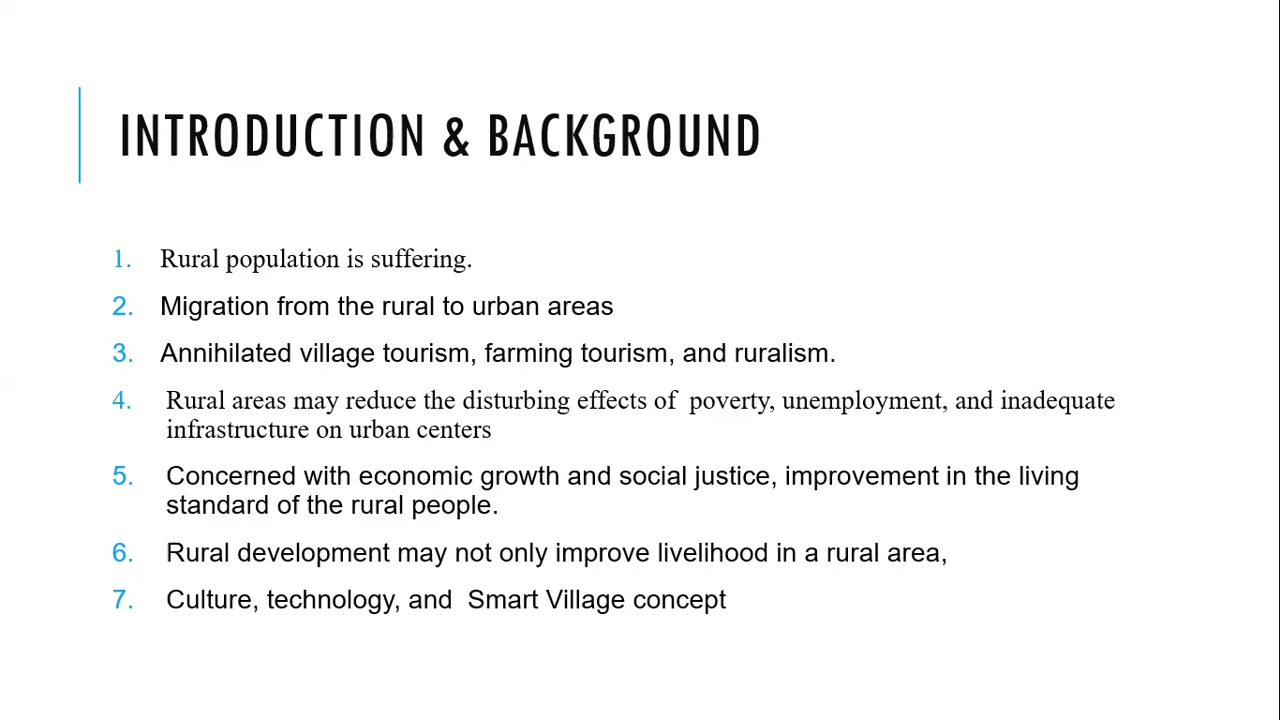 INTRODUCTION & BACKGROUND
1. Rural population is suffering.
2. Migration from the rural to urban areas
3. Annihilated village tourism, farming tourism, and ruralism.
4. Rural areas may reduce the disturbing effects of  poverty, unemployment, and inadequate
infrastructure on urban centers
5. Concerned with economic growth and social justice, improvement in the living
standard of the rural people.
6. Rural development may not only improve livelihood in a rural area,
7. Culture, technology, and  Smart Village concept